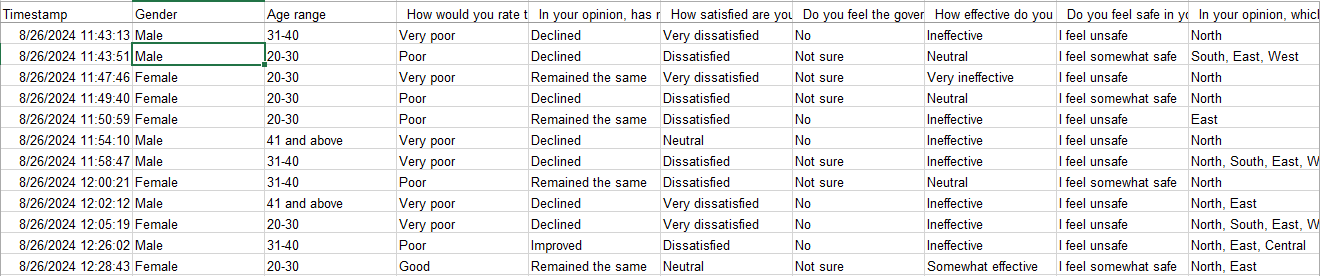 Timestamp Gender Age range How would you rate t In your opinion, has r How satisfied are you Do you feel the gover How effective do you Do you feel safe in yo In your opinion, whicl
8/26/2024 11:43:13 Male 31-40 Very poor Declined Very dissatisfied No Ineffective I feel unsafe North
8/26/2024 11:43:51 Male 20-30 Poor Declined Dissatisfied Not sure Neutral I feel somewhat safe South, East, West
8/26/2024 11:47:46 Female 20-30 Very poor Remained the same Very dissatisfied Not sure Very ineffective I feel unsafe North
8/26/2024 11:49:40 Female 20-30 Poor Declined Dissatisfied Not sure Neutral I feel somewhat safe North
8/26/2024 11:50:59 Female 20-30 Poor Remained the same Dissatisfied No Ineffective I feel unsafe East
8/26/2024 11:54:10 Male 41 and above Very poor Declined Neutral No Ineffective I feel unsafe North
8/26/2024 11:58:47 Male 31-40 Very poor Declined Dissatisfied Not sure Ineffective I feel unsafe North, South, East, W
8/26/2024 12:00:21 Female 31-40 Poor Remained the same Dissatisfied Not sure Neutral I feel somewhat safe North
8/26/2024 12:02:12 Male 41 and above Very poor Declined Very dissatisfied No Ineffective I feel unsafe North, East
8/26/2024 12:05:19 Female 20-30 Very poor Declined Very dissatisfied No Ineffective I feel unsafe North, South, East, W
8/26/2024 12:26:02 Male 31-40 Poor Improved Dissatisfied No Ineffective I feel unsafe North, East, Central
8/26/2024 12:28:43 Female 20-30 Good Remained the same Neutral Not sure Somewhat effective I feel unsafe North, East